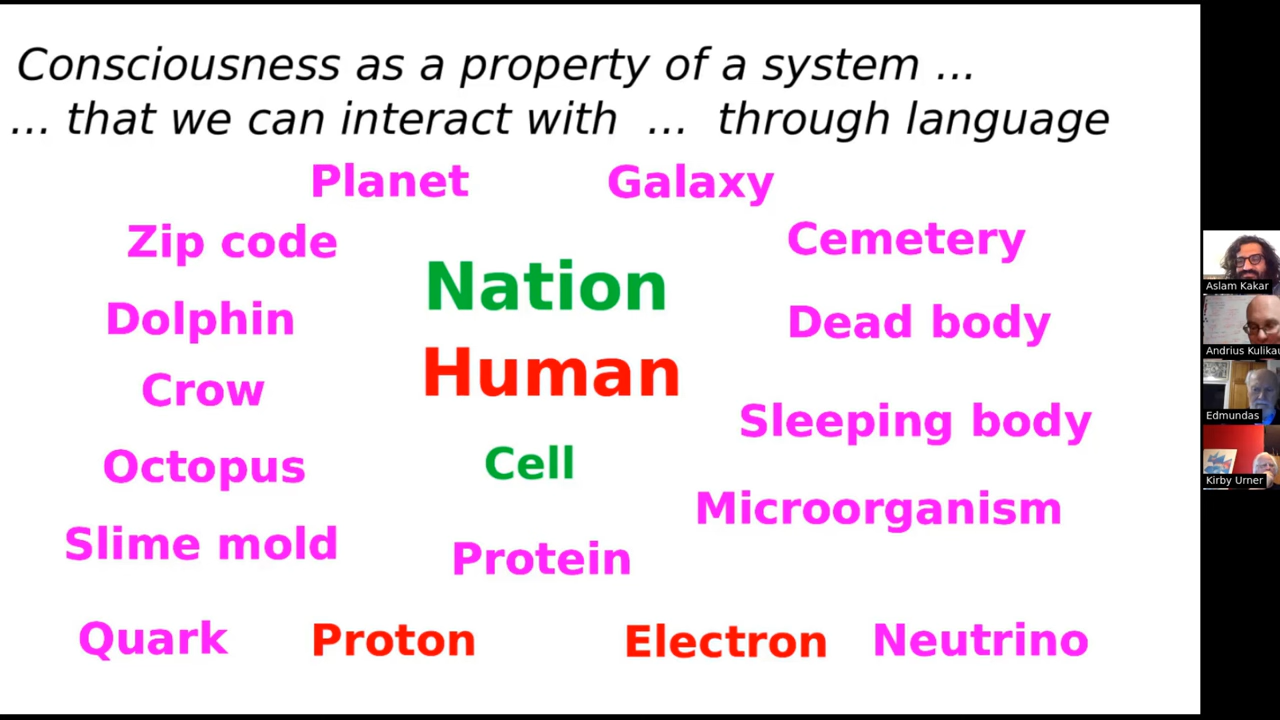 Consciousness as a property of a system ...
... that we can interact with ... through language
Planet Galaxy
Zip code Cemetery
Nation
Dolphin Dead body
Human
Crow
Sleeping body
Octopus Cell
Microorganism
Slime mold Protein
Quark Proton Electron Neutrino
Aslam Kakar
Andrius Kulikau
Edmundas
Kirby Urner